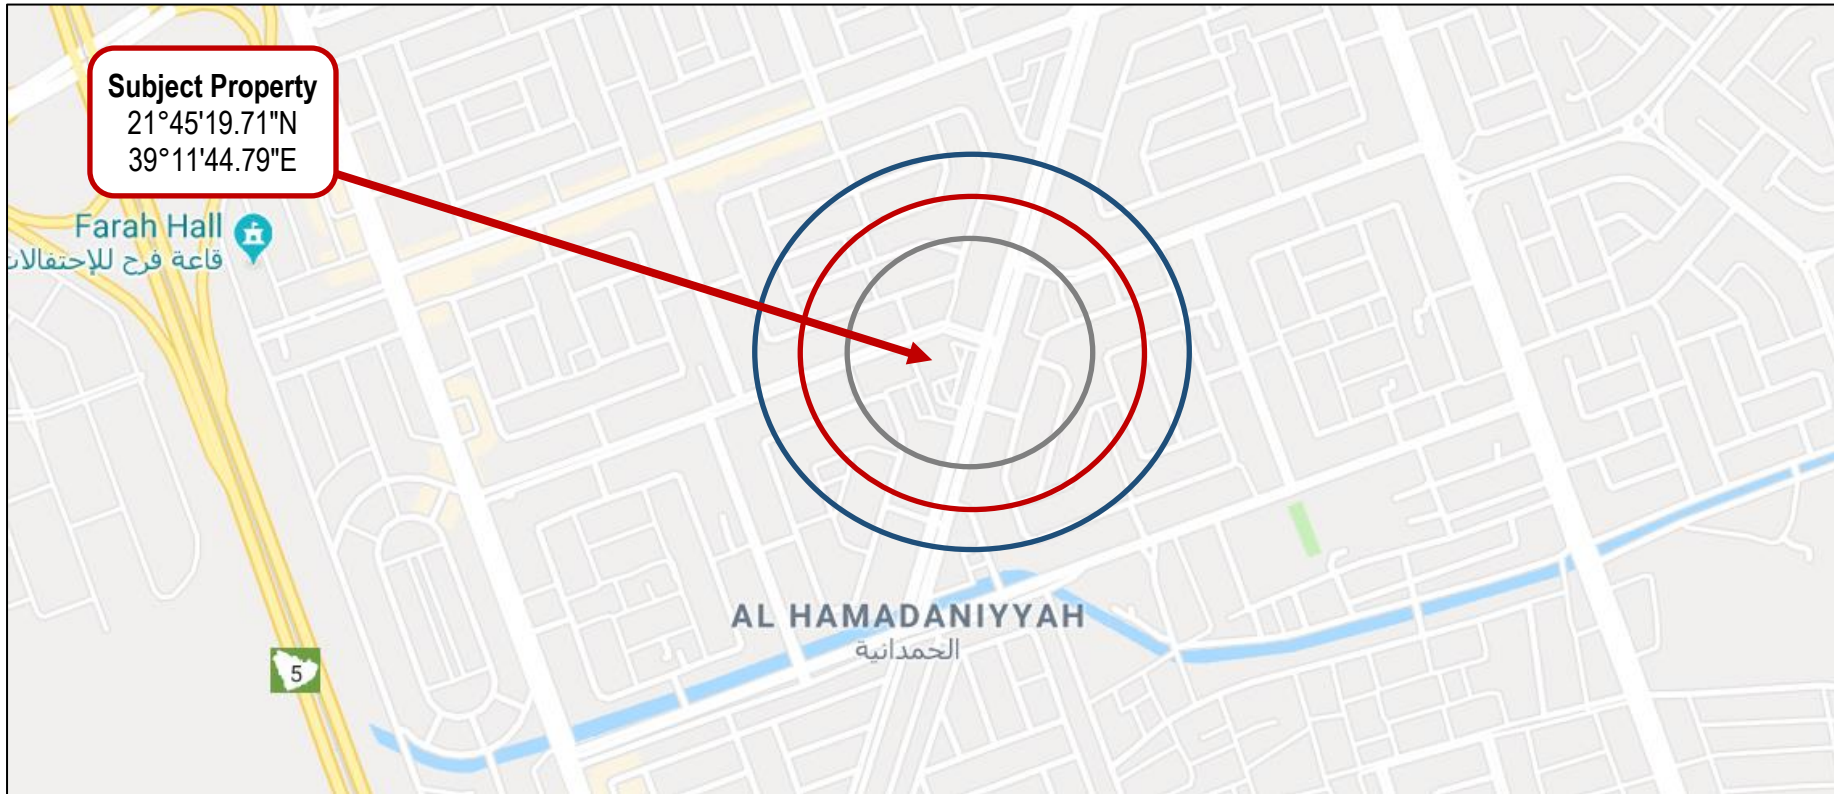 Subject Property
21°45'19.71"N
39°11'44.79"E
Farah Hall
قاعة فرح للإحتفالات
5
AL HAMADANIYYAH
الحمدانية